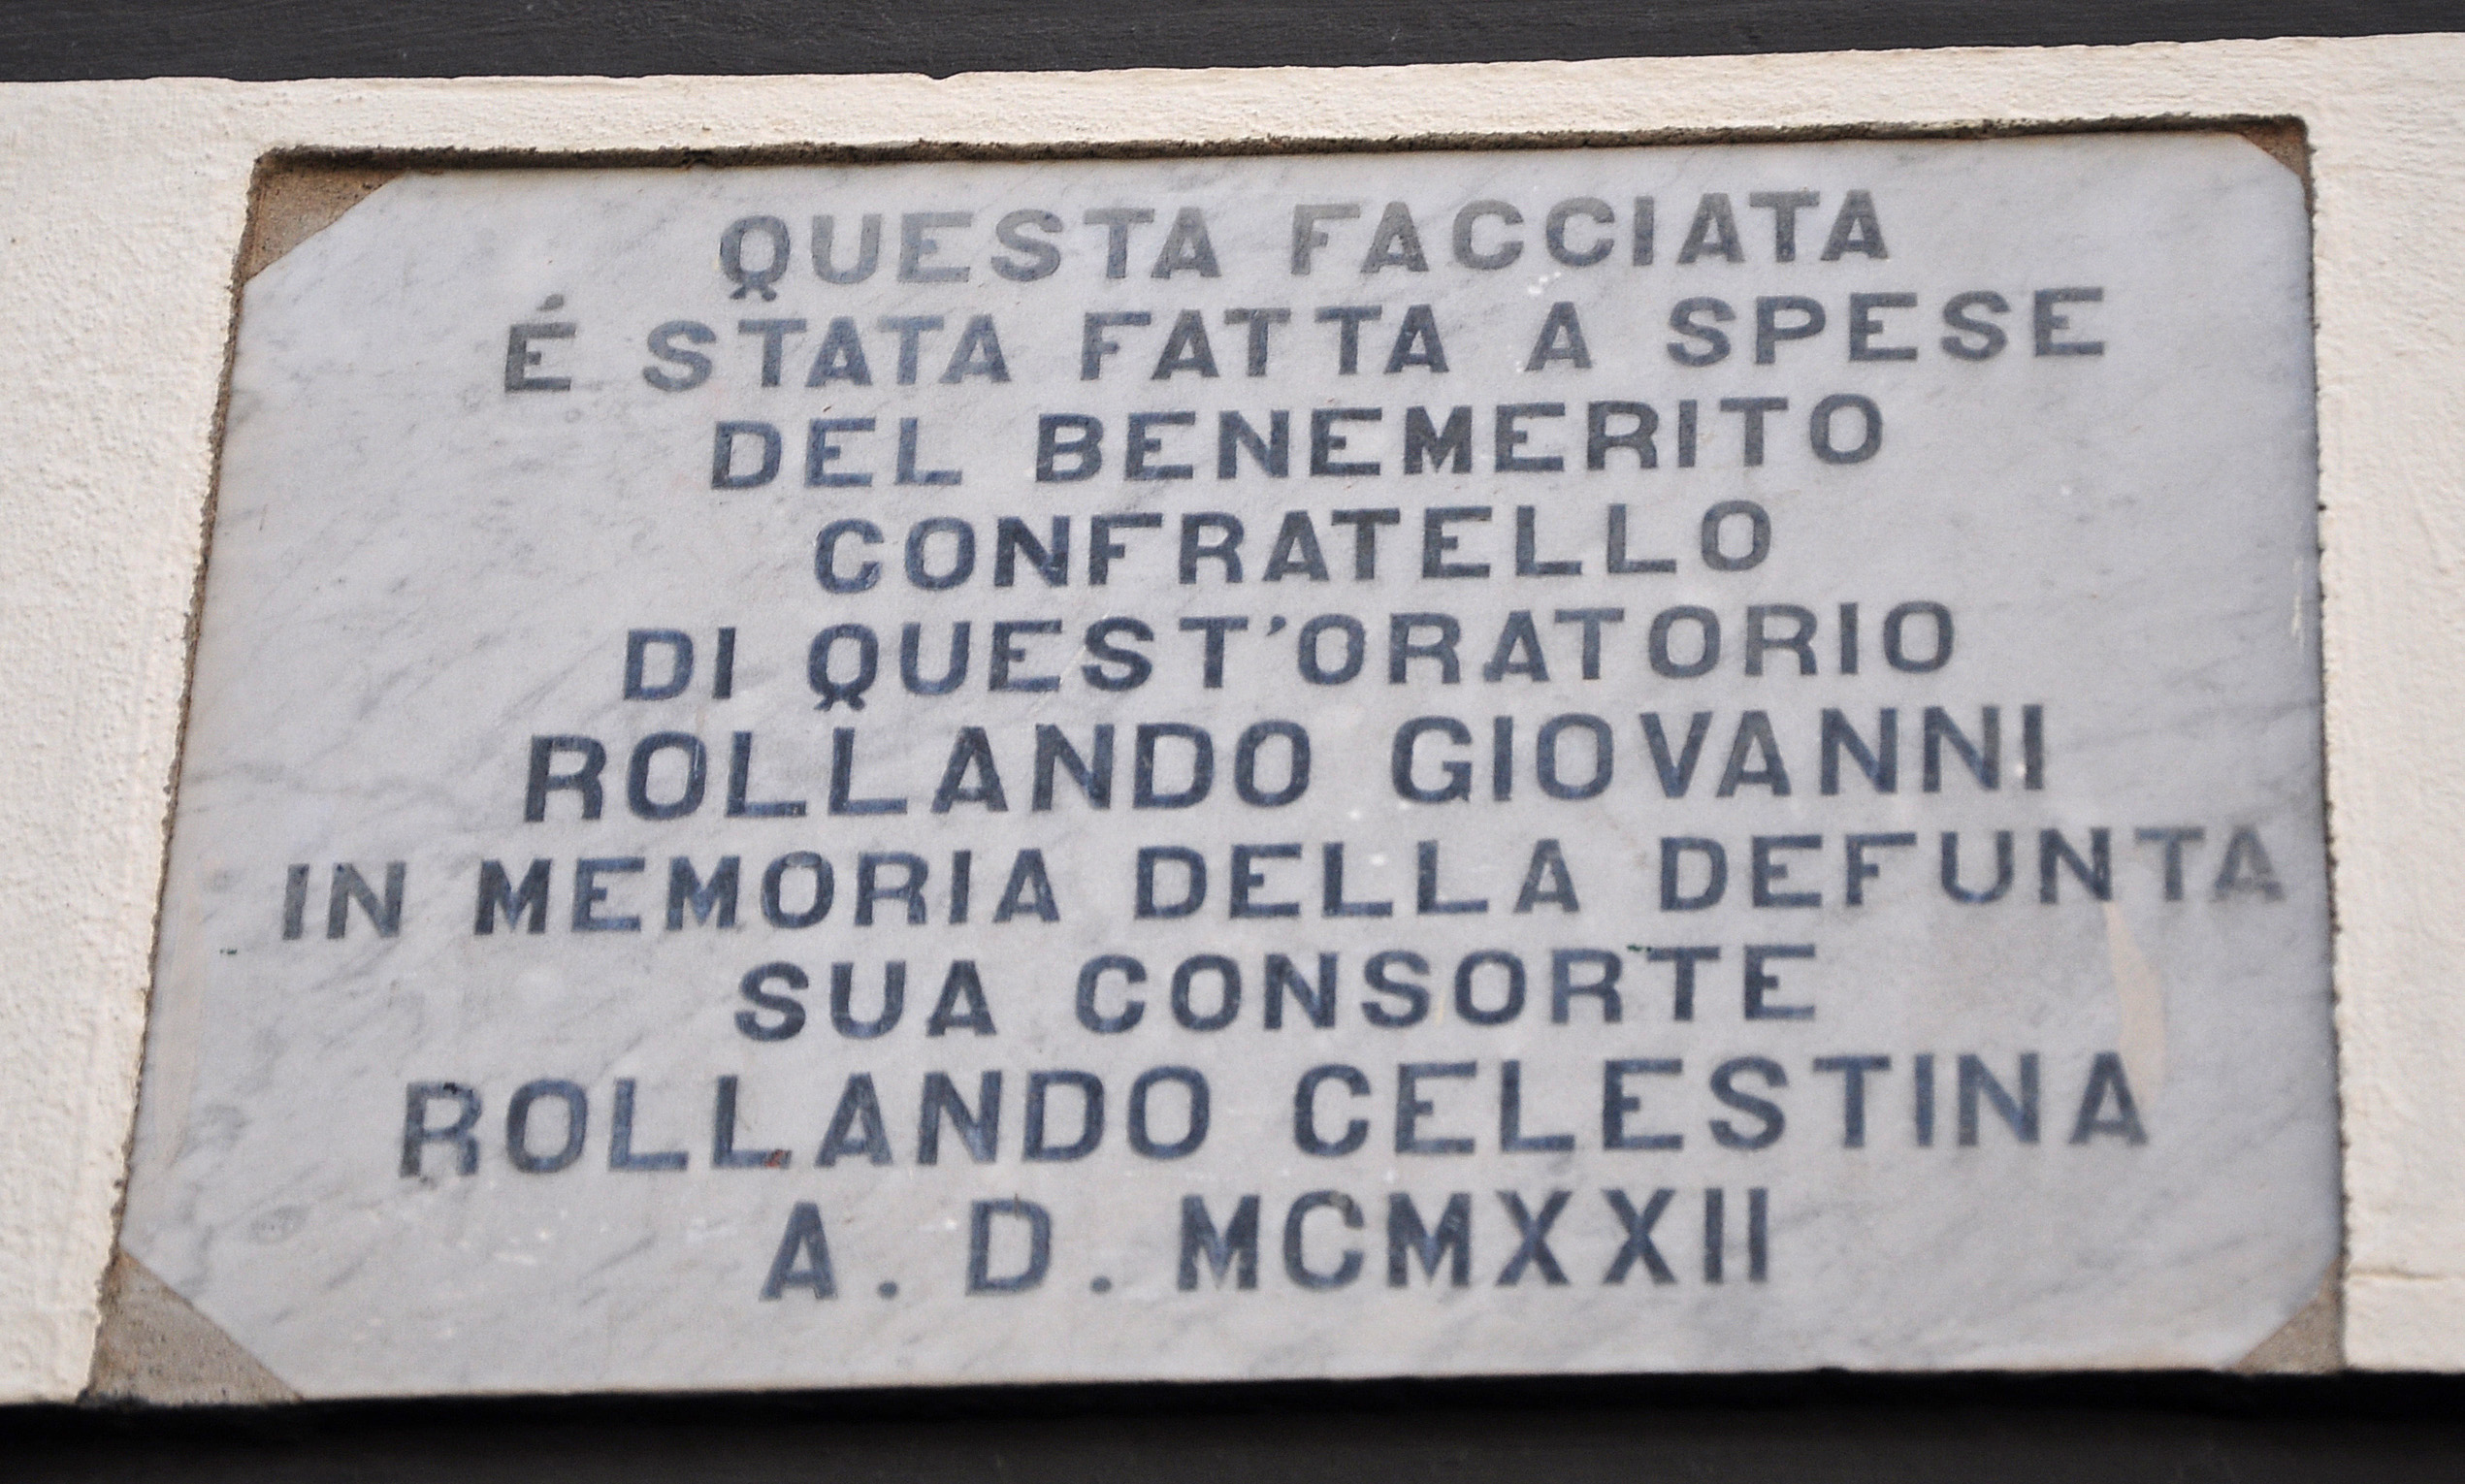 QUESTA FACCIATA
É STATA FATTA A SPESE
DEL BENEMERITO
CONFRATELLO
DI QUEST'ORATORIO
ROLLANDO GIOVANNI
IN MEMORIA DELLA DEFUNTA
SUA CONSORTE
ROLLANDO CELESTINA
A. D. MCMXXII